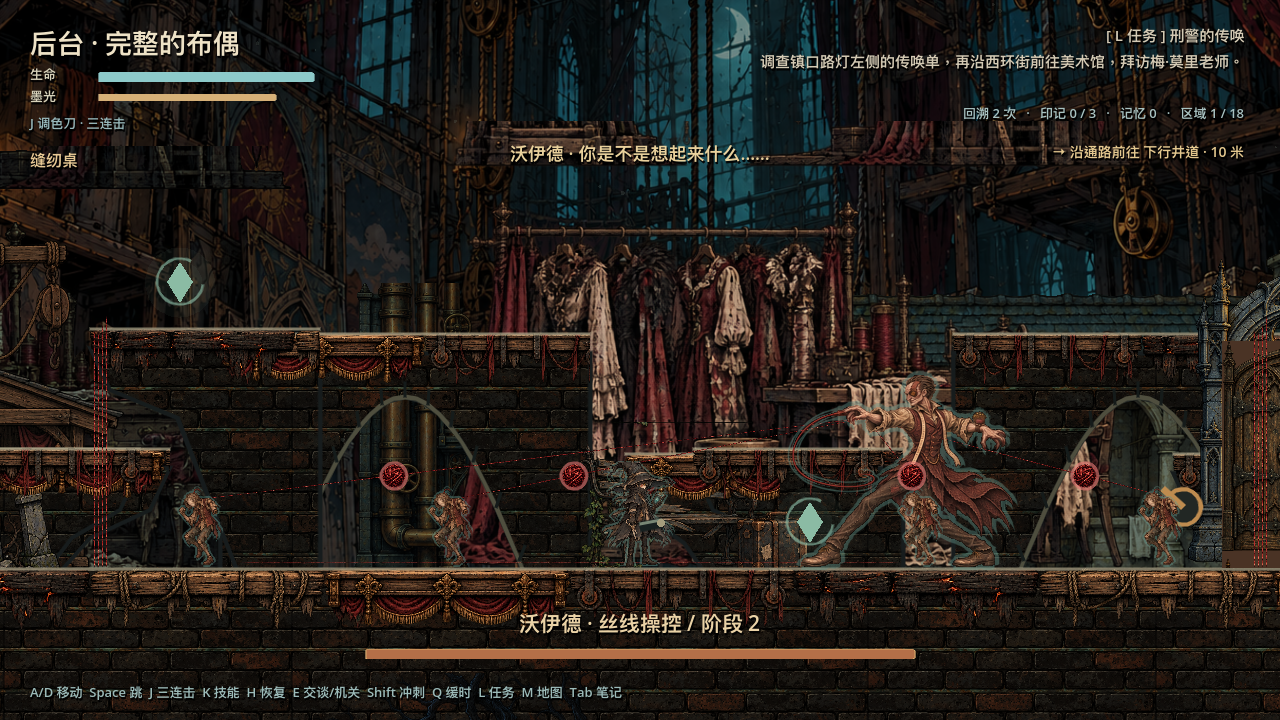 后台 · 完整的布偶
生命
墨光
J 调色刀 · 三连击
缝纫桌
[ L 任务 ] 刑警的传唤
调查镇口路灯左侧的传唤单，再沿西环街前往美术馆，拜访梅·莫里老师。
回溯 2 次 · 印记 0 / 3 · 记忆 0 · 区域 1 / 18
→ 沿通路前往 下行井道 · 10 米
沃伊德 · 你是不是想起来什么……
沃伊德 · 丝线操控 / 阶段 2
A/D 移动 Space 跳 J 三连击 K 技能 H 恢复 E 交谈/机关 Shift 冲刺 Q 缓时 L 任务 M 地图 Tab 笔记